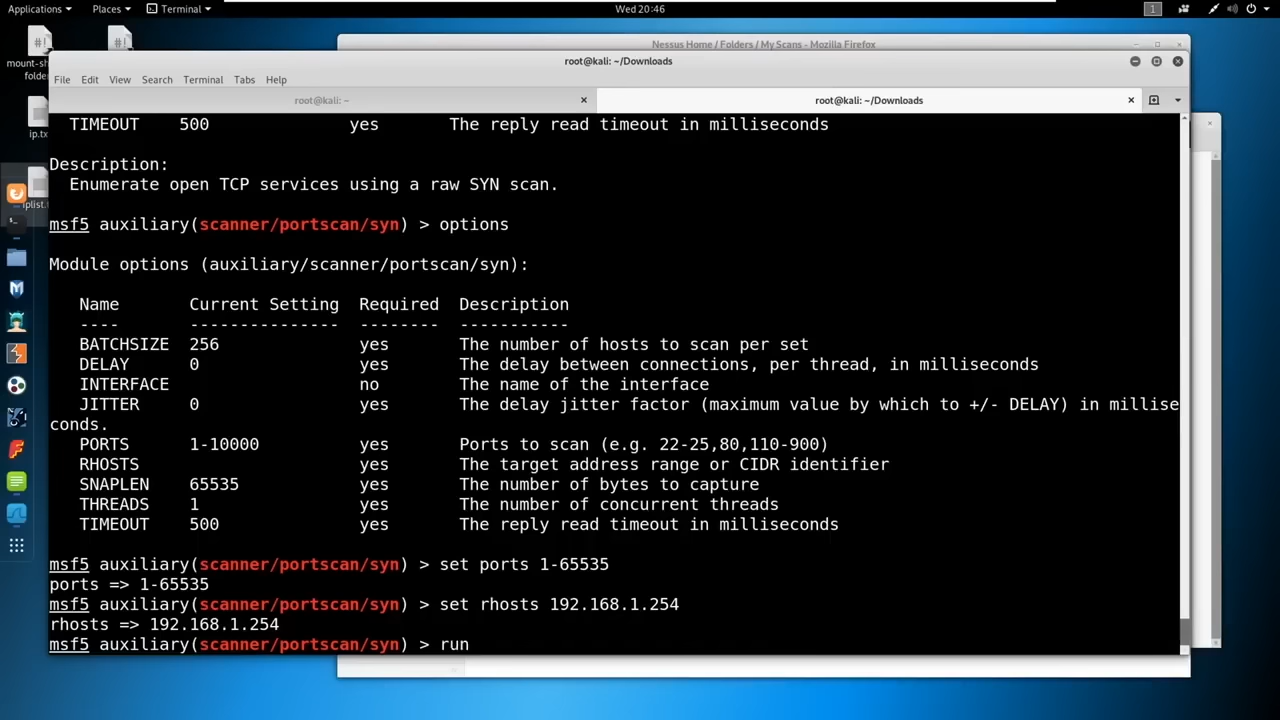 Applications Places Terminal Wed 20:46 1
mount-sh
folder
ip.tx
iplist.t
Nessus Home / Folders / My Scans - Mozilla Firefox
root@kali: ~/Downloads
File Edit View Search Terminal Tabs Help
root@kali: ~ root@kali: ~/Downloads
TIMEOUT 500 yes The reply read timeout in milliseconds
Description:
Enumerate open TCP services using a raw SYN scan.
msf5 auxiliary(scanner/portscan/syn) > options
Module options (auxiliary/scanner/portscan/syn):
Name Current Setting Required Description
---- --------------- -------- -----------
BATCHSIZE 256 yes The number of hosts to scan per set
DELAY 0 yes The delay between connections, per thread, in milliseconds
INTERFACE no The name of the interface
JITTER 0 yes The delay jitter factor (maximum value by which to +/- DELAY) in millise
conds.
PORTS 1-10000 yes Ports to scan (e.g. 22-25,80,110-900)
RHOSTS yes The target address range or CIDR identifier
SNAPLEN 65535 yes The number of bytes to capture
THREADS 1 yes The number of concurrent threads
TIMEOUT 500 yes The reply read timeout in milliseconds
msf5 auxiliary(scanner/portscan/syn) > set ports 1-65535
ports => 1-65535
msf5 auxiliary(scanner/portscan/syn) > set rhosts 192.168.1.254
rhosts => 192.168.1.254
msf5 auxiliary(scanner/portscan/syn) > run